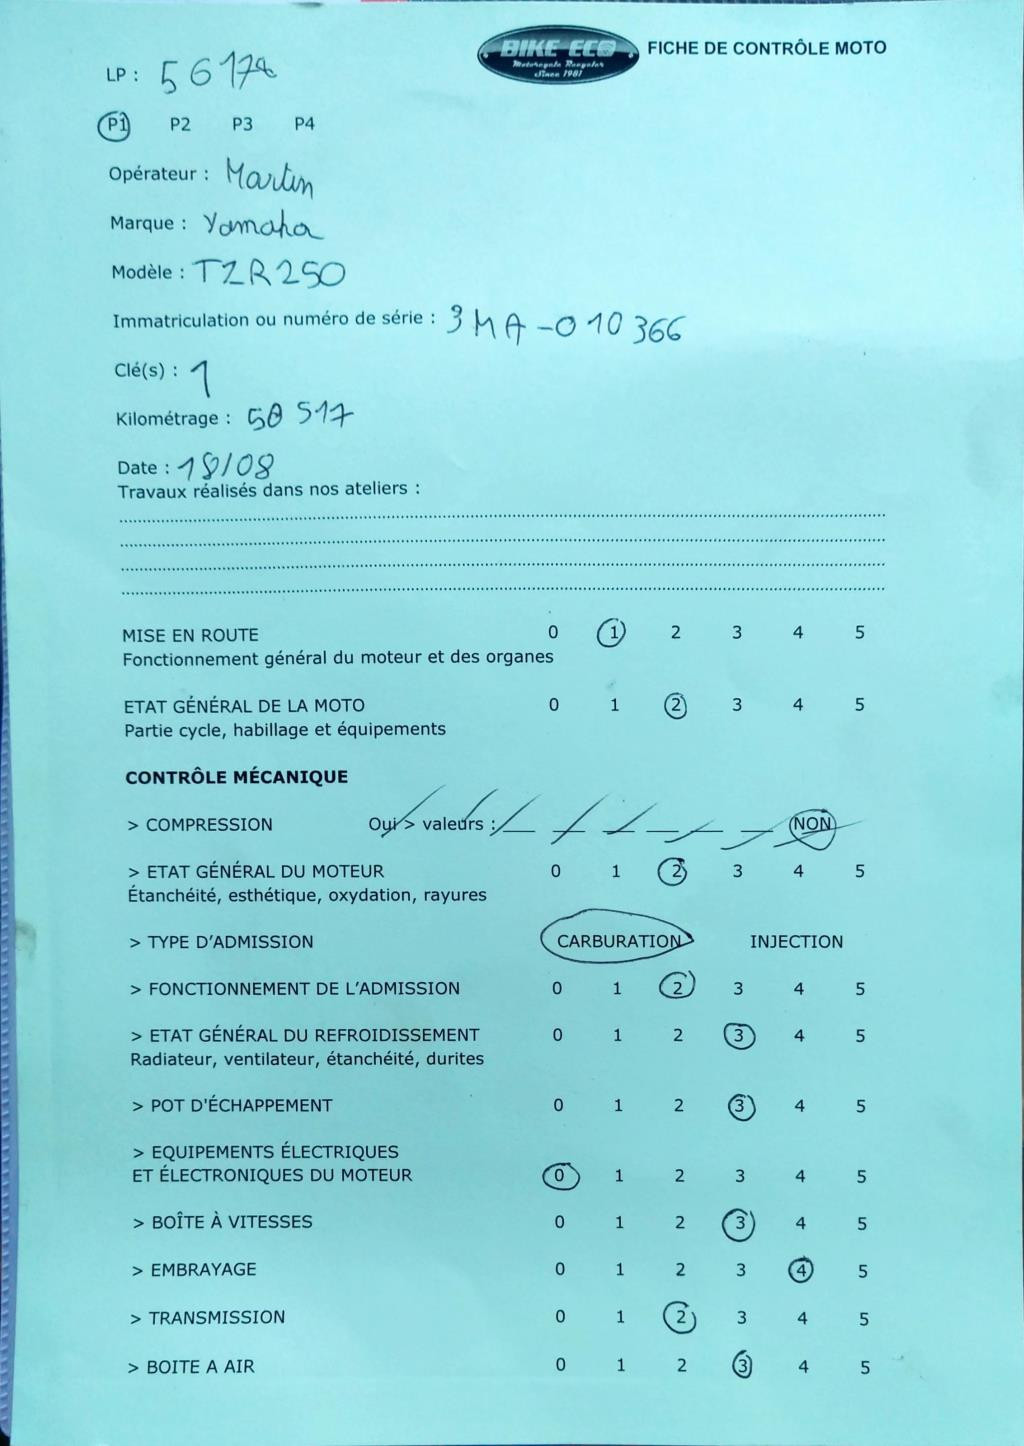 BIKE ECO
Motorcycle Recycler
Since 1981
FICHE DE CONTRÔLE MOTO
LP : 56178
P1 P2 P3 P4
Opérateur : Martin
Marque : Yamaha
Modèle : TZR250
Immatriculation ou numéro de série : 3MA-010366
Clé(s) : 1
Kilométrage : 50 517
Date : 18/08
Travaux réalisés dans nos ateliers :
MISE EN ROUTE 0 1 2 3 4 5
Fonctionnement général du moteur et des organes
ETAT GÉNÉRAL DE LA MOTO 0 1 2 3 4 5
Partie cycle, habillage et équipements
CONTRÔLE MÉCANIQUE
> COMPRESSION Oui > valeurs : NON
> ETAT GÉNÉRAL DU MOTEUR 0 1 2 3 4 5
Étanchéité, esthétique, oxydation, rayures
> TYPE D'ADMISSION CARBURATION INJECTION
> FONCTIONNEMENT DE L'ADMISSION 0 1 2 3 4 5
> ETAT GÉNÉRAL DU REFROIDISSEMENT 0 1 2 3 4 5
Radiateur, ventilateur, étanchéité, durites
> POT D'ÉCHAPPEMENT 0 1 2 3 4 5
> EQUIPEMENTS ÉLECTRIQUES
ET ÉLECTRONIQUES DU MOTEUR 0 1 2 3 4 5
> BOÎTE À VITESSES 0 1 2 3 4 5
> EMBRAYAGE 0 1 2 3 4 5
> TRANSMISSION 0 1 2 3 4 5
> BOITE A AIR 0 1 2 3 4 5